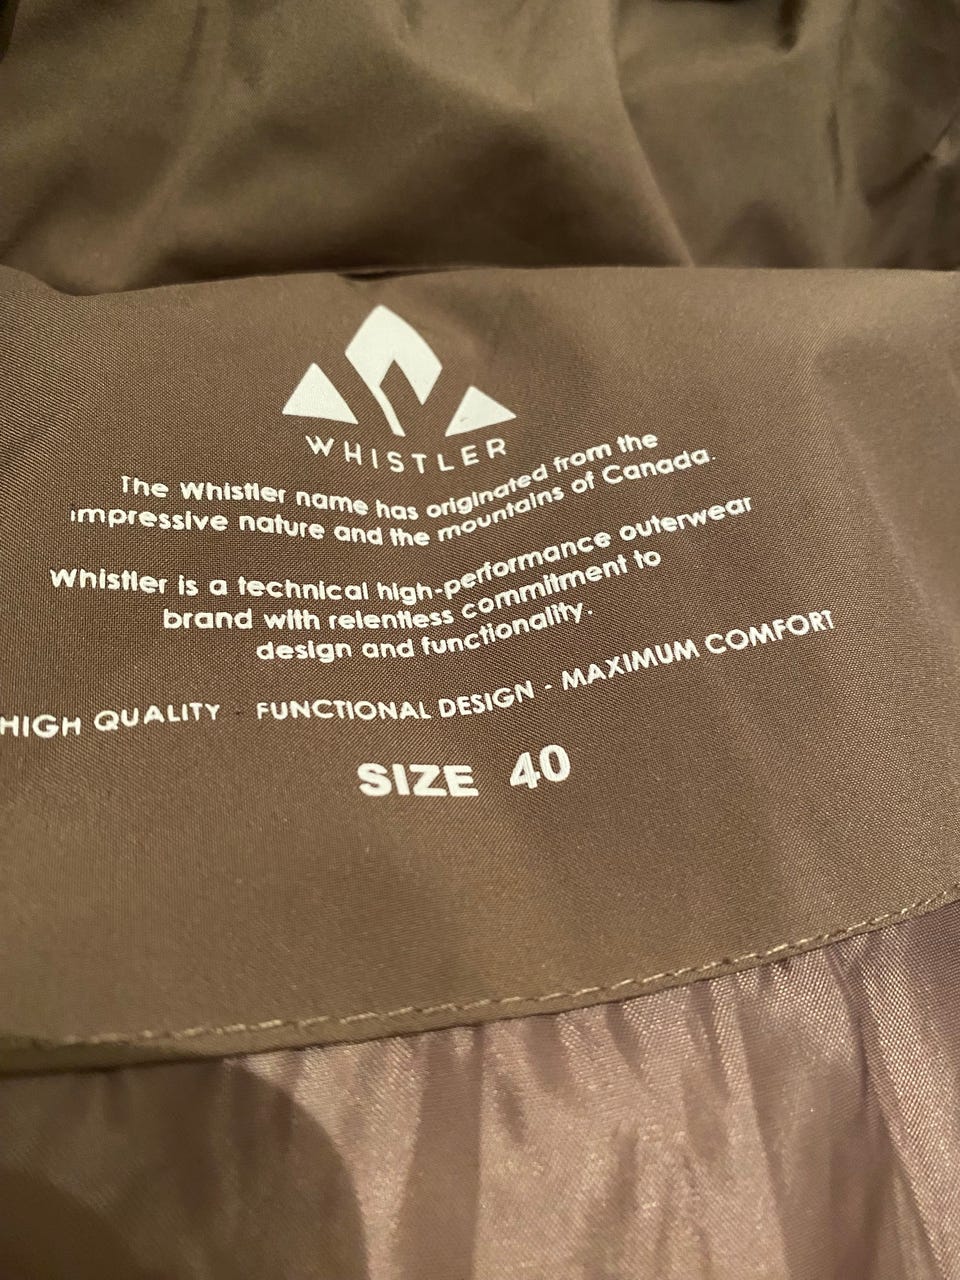 WHISTLER
The Whistler name has originated from the
impressive nature and the mountains of Canada.
Whistler is a technical high-performance outerwear
brand with relentless commitment to
design and functionality.
HIGH QUALITY - FUNCTIONAL DESIGN - MAXIMUM COMFORT
SIZE 40